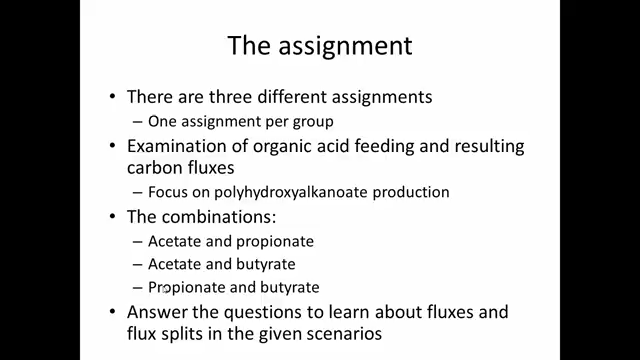 The assignment
• There are three different assignments
– One assignment per group
• Examination of organic acid feeding and resulting
carbon fluxes
– Focus on polyhydroxyalkanoate production
• The combinations:
– Acetate and propionate
– Acetate and butyrate
– Propionate and butyrate
• Answer the questions to learn about fluxes and
flux splits in the given scenarios